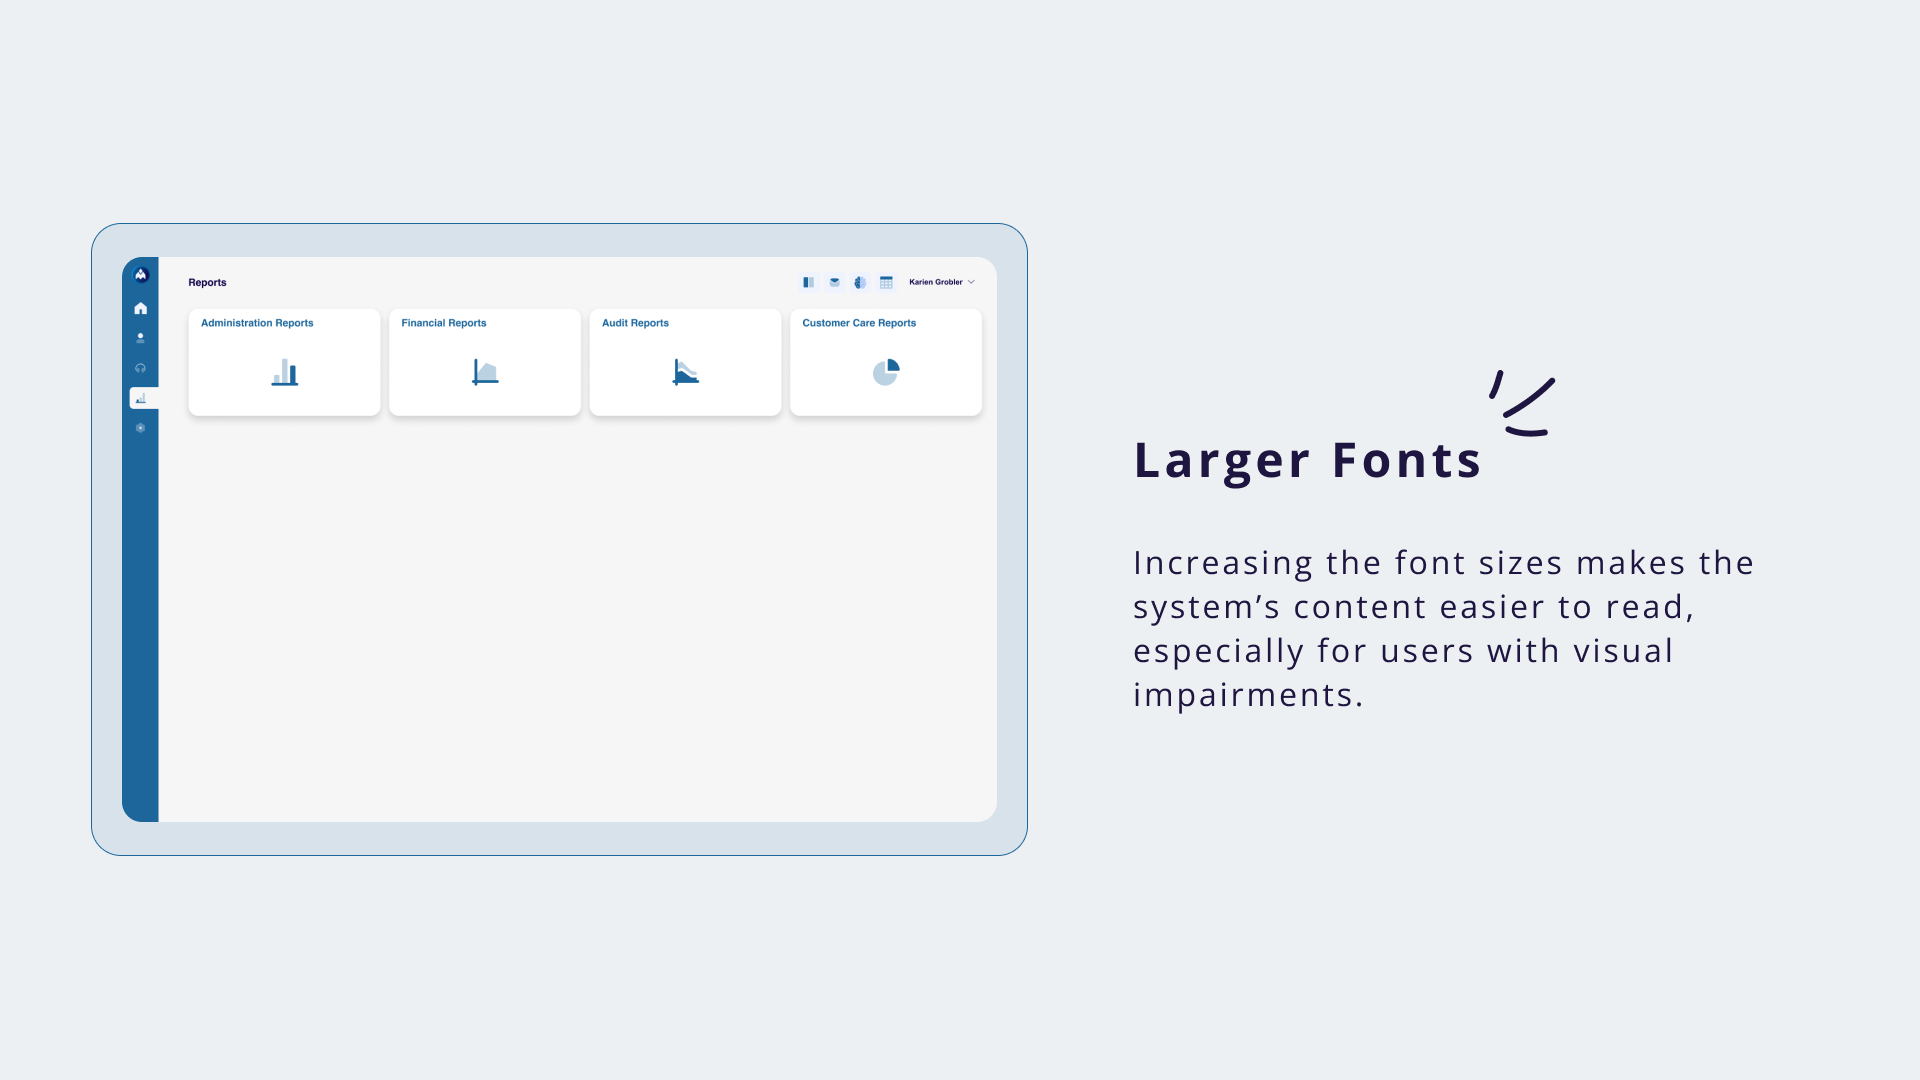 Reports
Karien Grobler
Administration Reports
Financial Reports
Audit Reports
Customer Care Reports
Larger Fonts
Increasing the font sizes makes the
system’s content easier to read,
especially for users with visual
impairments.